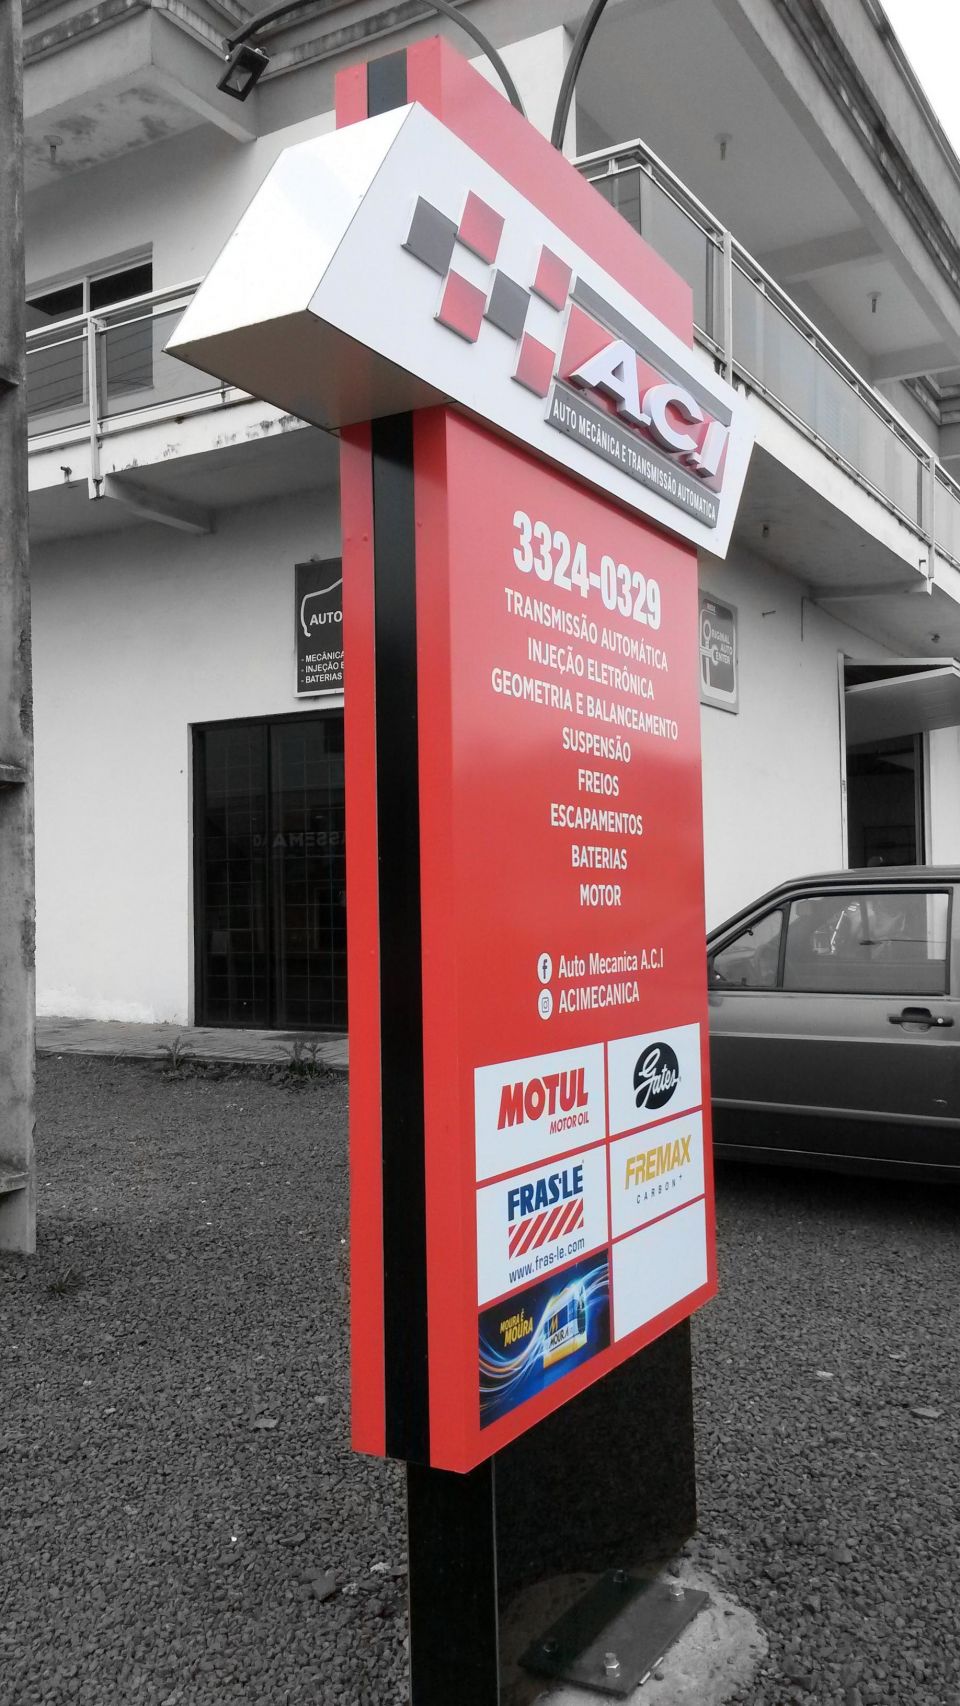 A.C.I
AUTO MECÂNICA E TRANSMISSÃO AUTOMATICA
3324-0329
TRANSMISSÃO AUTOMÁTICA
INJEÇÃO ELETRÔNICA
GEOMETRIA E BALANCEAMENTO
SUSPENSÃO
FREIOS
ESCAPAMENTOS
BATERIAS
MOTOR
Auto Mecanica A.C.I
ACIMECANICA
MOTUL
MOTOR OIL
Gates
FRAS-LE
www.fras-le.com
FREMAX
CARBON+
MOURA É
MOURA
MOURA
AUTO
- MECÂNICA
- INJEÇÃO E
- BATERIAS
REDE
ORIGINAL
AUTO
CENTER